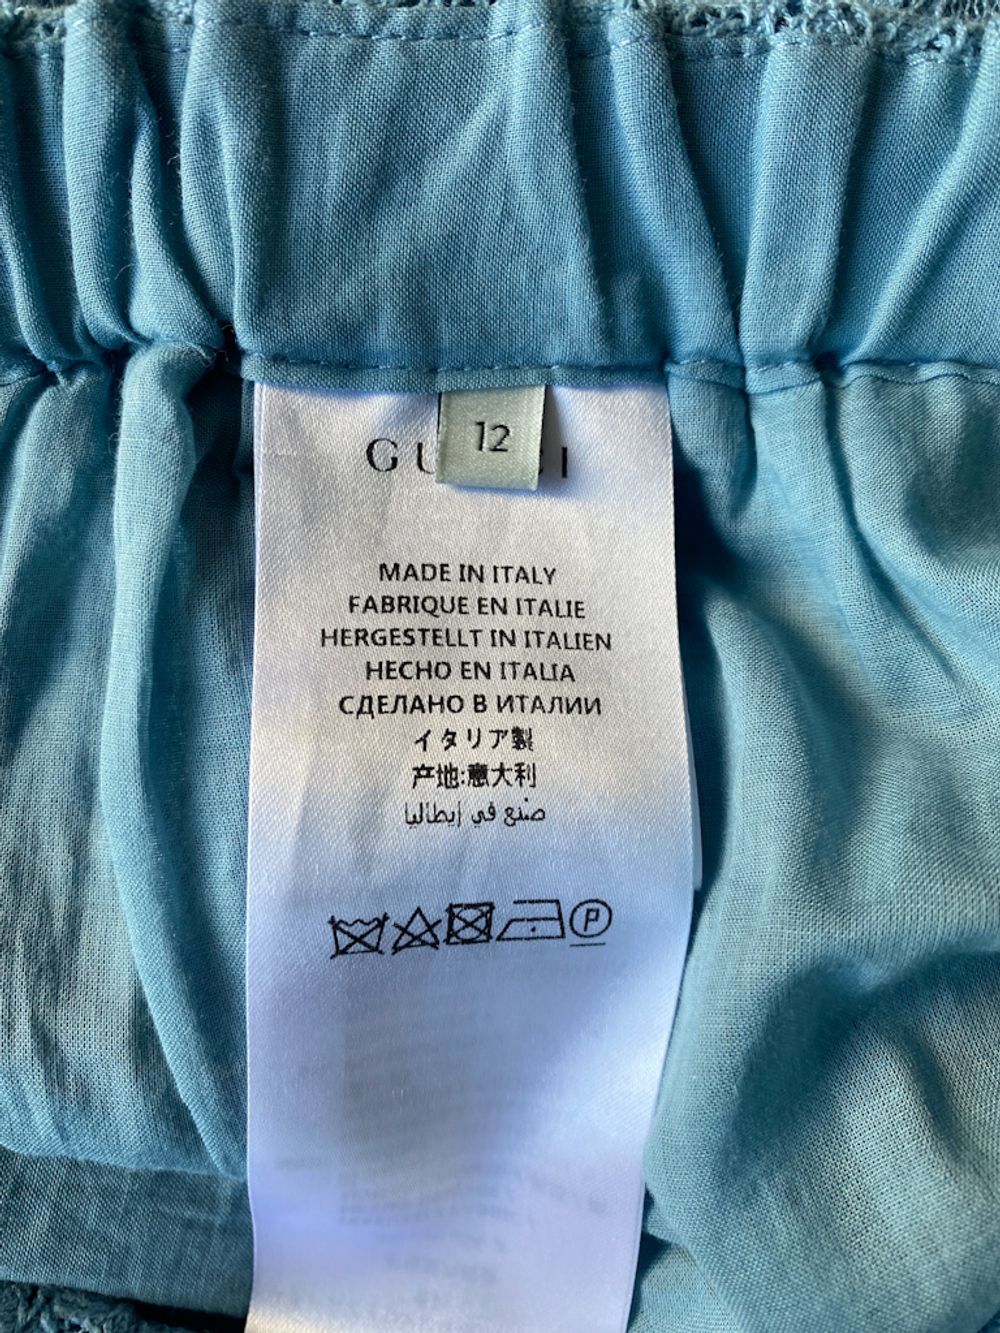 12
GU I
MADE IN ITALY
FABRIQUE EN ITALIE
HERGESTELLT IN ITALIEN
HECHO EN ITALIA
СДЕЛАНО В ИТАЛИИ
イタリア製
产地:意大利
صنع في إيطاليا
P